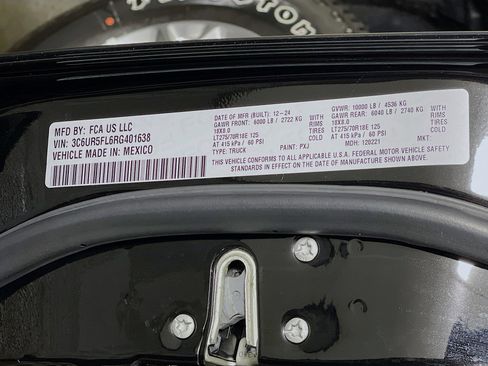 MFD BY: FCA US LLC
VIN: 3C6UR5FL6RG401638
VEHICLE MADE IN: MEXICO
DATE OF MFR (BUILT): 12-24
GAWR FRONT: 6000 LB / 2722 KG WITH
18X8.0 RIMS
LT275/70R18E 125 TIRES
AT 415 kPa / 60 PSI COLD
TYPE: TRUCK PAINT: PXJ
GVWR: 10000 LB / 4536 KG
GAWR REAR: 6040 LB / 2740 KG WITH
18X8.0 RIMS
LT275/70R18E 125 TIRES
AT 415 kPa / 60 PSI COLD
MDH: 120221 MKT:
THIS VEHICLE CONFORMS TO ALL APPLICABLE U.S.A. FEDERAL MOTOR VEHICLE SAFETY
STANDARDS IN EFFECT ON THE DATE OF MANUFACTURE SHOWN ABOVE